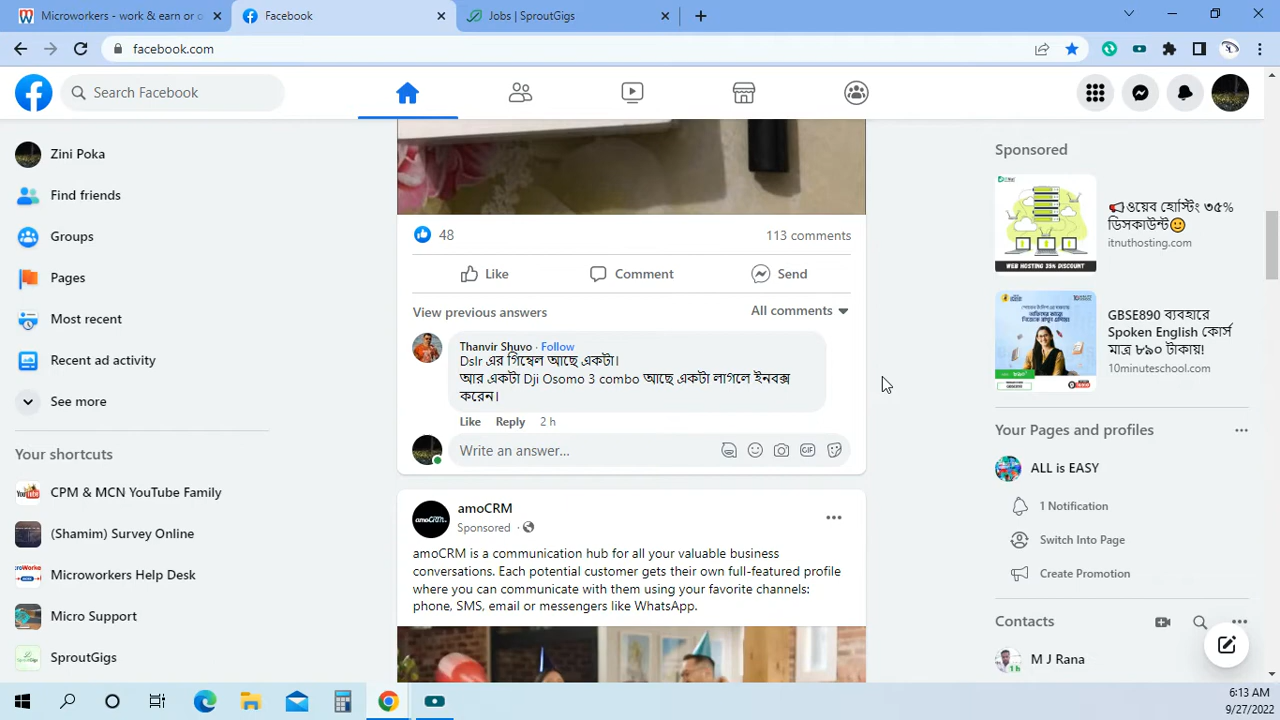 Microworkers - work & earn or c
Facebook
Jobs | SproutGigs
facebook.com
Search Facebook
Zini Poka
Find friends
Groups
Pages
Most recent
Recent ad activity
See more
Your shortcuts
CPM & MCN YouTube Family
(Shamim) Survey Online
Microworkers Help Desk
Micro Support
SproutGigs
48
113 comments
Like
Comment
Send
View previous answers
All comments
Thanvir Shuvo · Follow
Dslr এর গিম্বেল আছে একটা।
আর একটা Dji Osomo 3 combo আছে একটা লাগলে ইনবক্স
করেন।
Like Reply 2 h
Write an answer...
GIF
amoCRM
Sponsored ·
amoCRM is a communication hub for all your valuable business
conversations. Each potential customer gets their own full-featured profile
where you can communicate with them using your favorite channels:
phone, SMS, email or messengers like WhatsApp.
Sponsored
WEB HOSTING 35% DISCOUNT
ওয়েব হোস্টিং ৩৫%
ডিসকাউন্ট
itnuthosting.com
GBSE890 ব্যবহারে
Spoken English কোর্স
মাত্র ৮৯০ টাকায়!
10minuteschool.com
Your Pages and profiles
ALL is EASY
1 Notification
Switch Into Page
Create Promotion
Contacts
M J Rana
1 h
6:13 AM
9/27/2022